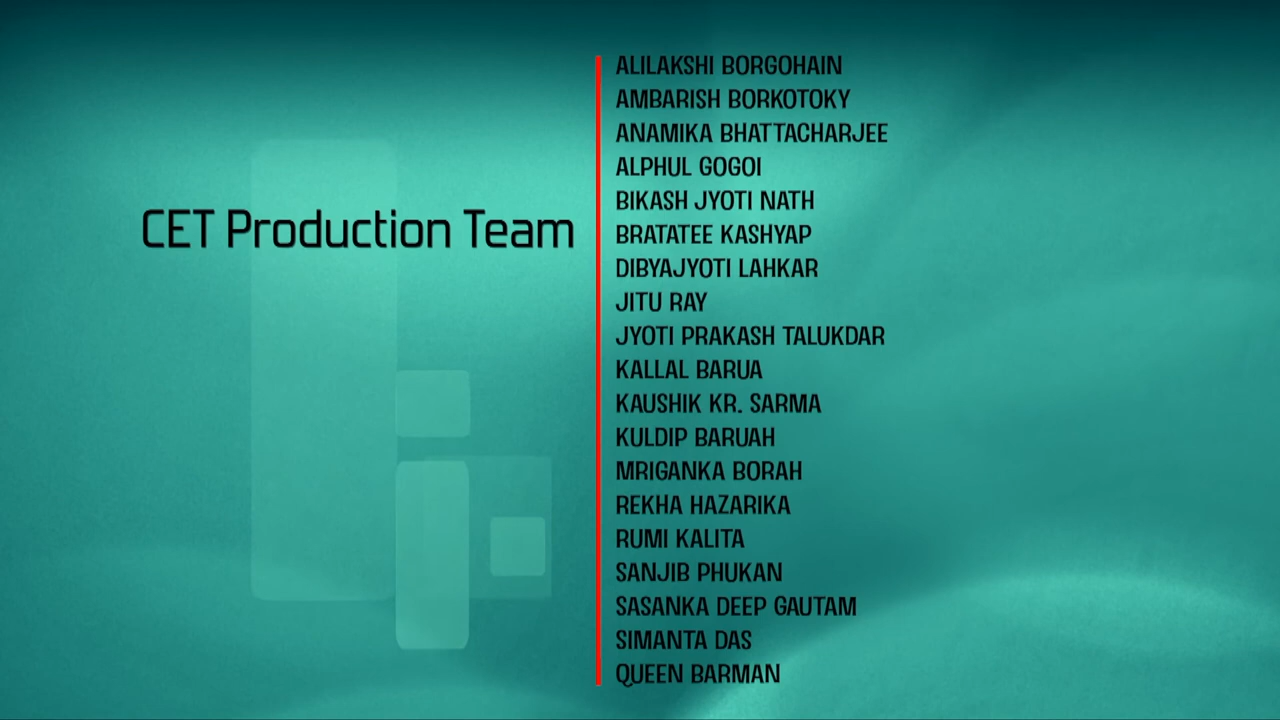 CET Production Team
ALILAKSHI BORGOHAIN
AMBARISH BORKOTOKY
ANAMIKA BHATTACHARJEE
ALPHUL GOGOI
BIKASH JYOTI NATH
BRATATEE KASHYAP
DIBYAJYOTI LAHKAR
JITU RAY
JYOTI PRAKASH TALUKDAR
KALLAL BARUA
KAUSHIK KR. SARMA
KULDIP BARUAH
MRIGANKA BORAH
REKHA HAZARIKA
RUMI KALITA
SANJIB PHUKAN
SASANKA DEEP GAUTAM
SIMANTA DAS
QUEEN BARMAN